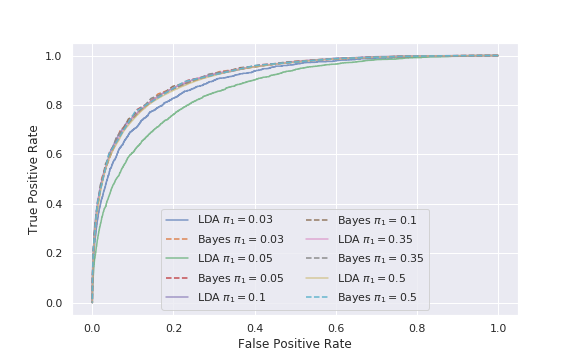 1.0
0.8
0.6
0.4
0.2
0.0
True Positive Rate
LDA π₁ = 0.03
Bayes π₁ = 0.03
LDA π₁ = 0.05
Bayes π₁ = 0.05
LDA π₁ = 0.1
Bayes π₁ = 0.1
LDA π₁ = 0.35
Bayes π₁ = 0.35
LDA π₁ = 0.5
Bayes π₁ = 0.5
0.0 0.2 0.4 0.6 0.8 1.0
False Positive Rate